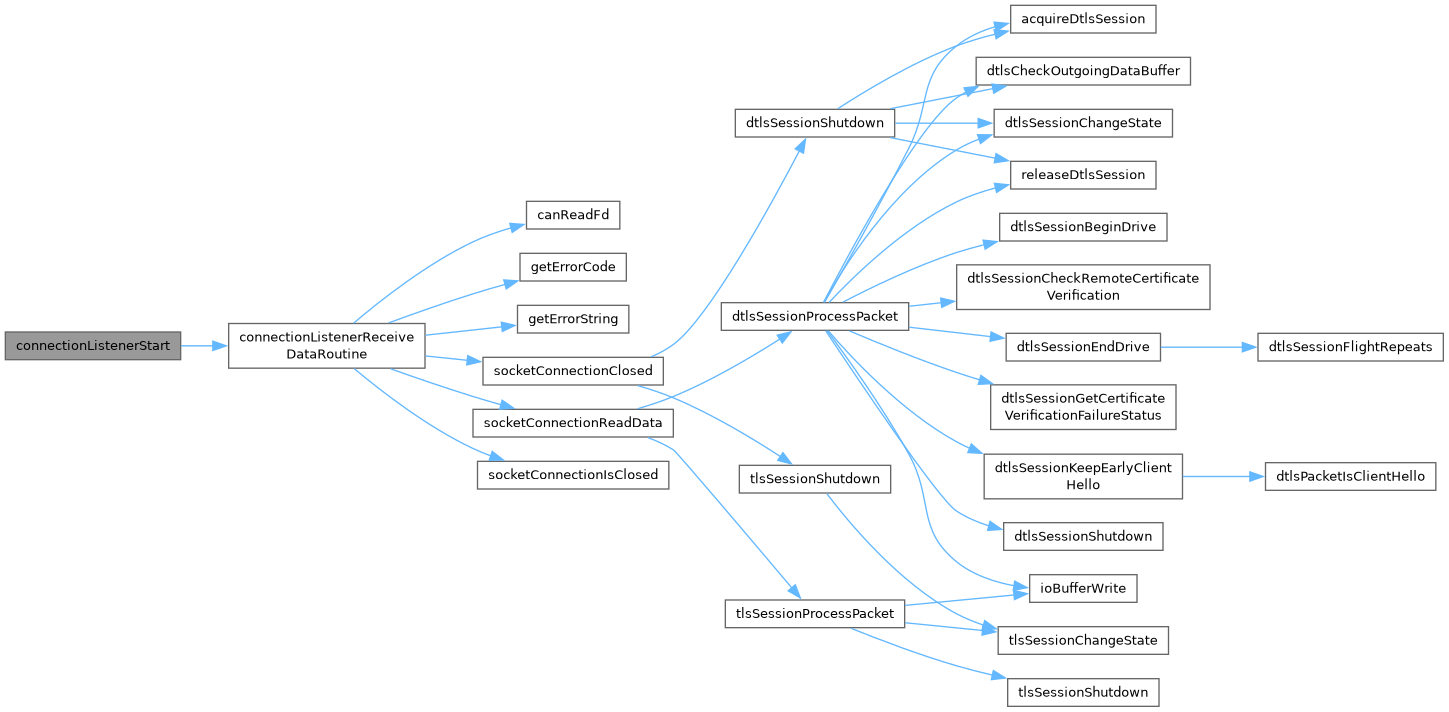 connectionListenerStart
connectionListenerReceive
DataRoutine
canReadFd
getErrorCode
getErrorString
socketConnectionClosed
socketConnectionReadData
socketConnectionIsClosed
dtlsSessionShutdown
dtlsSessionProcessPacket
tlsSessionShutdown
tlsSessionProcessPacket
acquireDtlsSession
dtlsCheckOutgoingDataBuffer
dtlsSessionChangeState
releaseDtlsSession
dtlsSessionBeginDrive
dtlsSessionCheckRemoteCertificate
Verification
dtlsSessionEndDrive
dtlsSessionGetCertificate
VerificationFailureStatus
dtlsSessionKeepEarlyClient
Hello
dtlsSessionShutdown
ioBufferWrite
tlsSessionChangeState
tlsSessionShutdown
dtlsSessionFlightRepeats
dtlsPacketIsClientHello